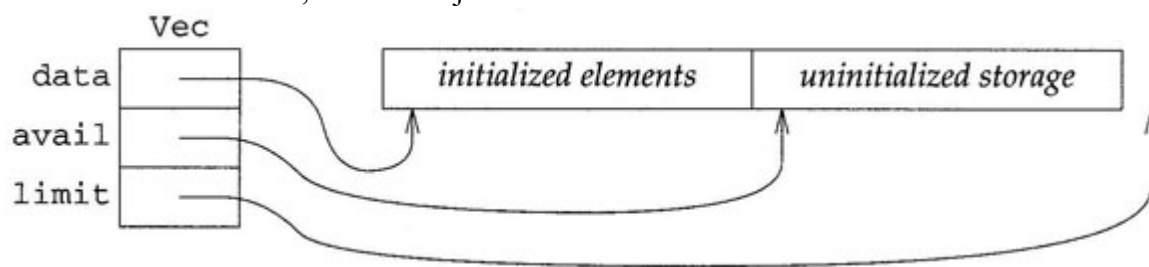 Vec
data
initialized elements
uninitialized storage
avail
limit